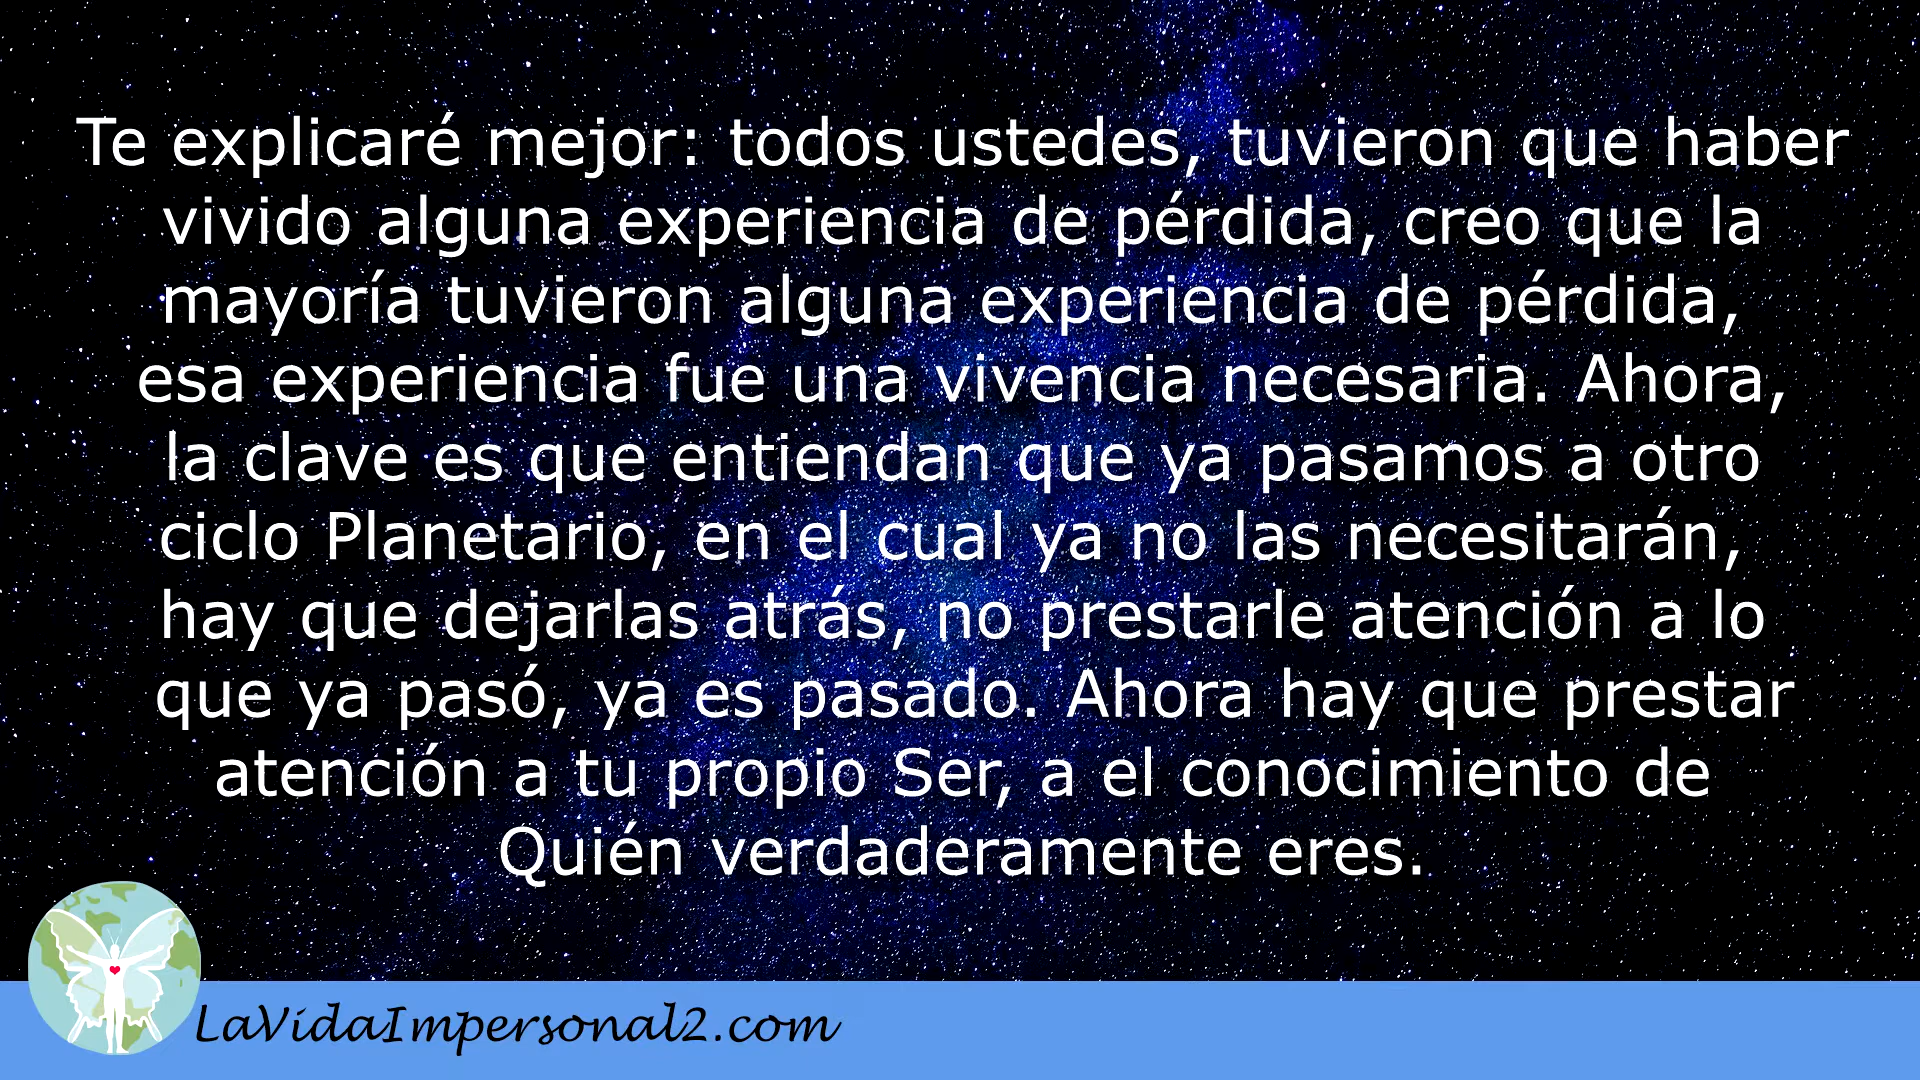 Te explicaré mejor: todos ustedes, tuvieron que haber
vivido alguna experiencia de pérdida, creo que la
mayoría tuvieron alguna experiencia de pérdida,
esa experiencia fue una vivencia necesaria. Ahora,
la clave es que entiendan que ya pasamos a otro
ciclo Planetario, en el cual ya no las necesitarán,
hay que dejarlas atrás, no prestarle atención a lo
que ya pasó, ya es pasado. Ahora hay que prestar
atención a tu propio Ser, a el conocimiento de
Quién verdaderamente eres.
LaVidaImpersonal2.com